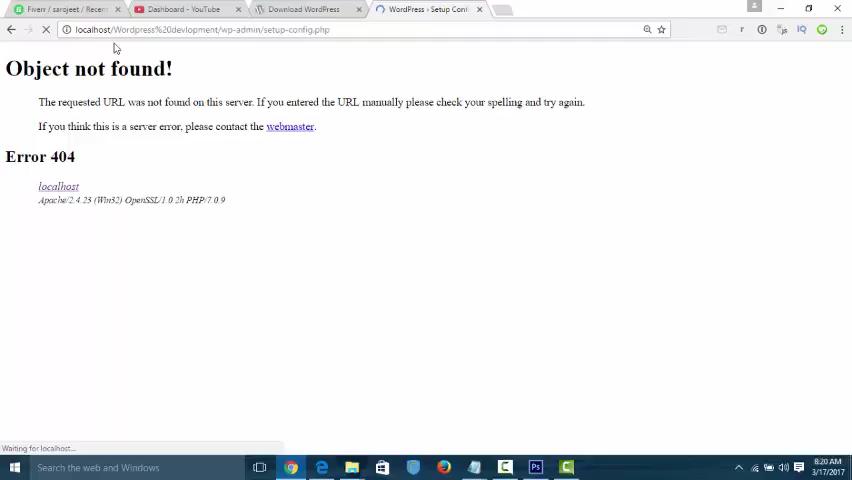 Fiverr / sarojeet / Recen
Dashboard - YouTube
Download WordPress
WordPress › Setup Conf
localhost/Wordpress%20devlopment/wp-admin/setup-config.php
Object not found!
The requested URL was not found on this server. If you entered the URL manually please check your spelling and try again.
If you think this is a server error, please contact the webmaster.
Error 404
localhost
Apache/2.4.23 (Win32) OpenSSL/1.0.2h PHP/7.0.9
Waiting for localhost...
Search the web and Windows
Ps
8:20 AM
3/17/2017